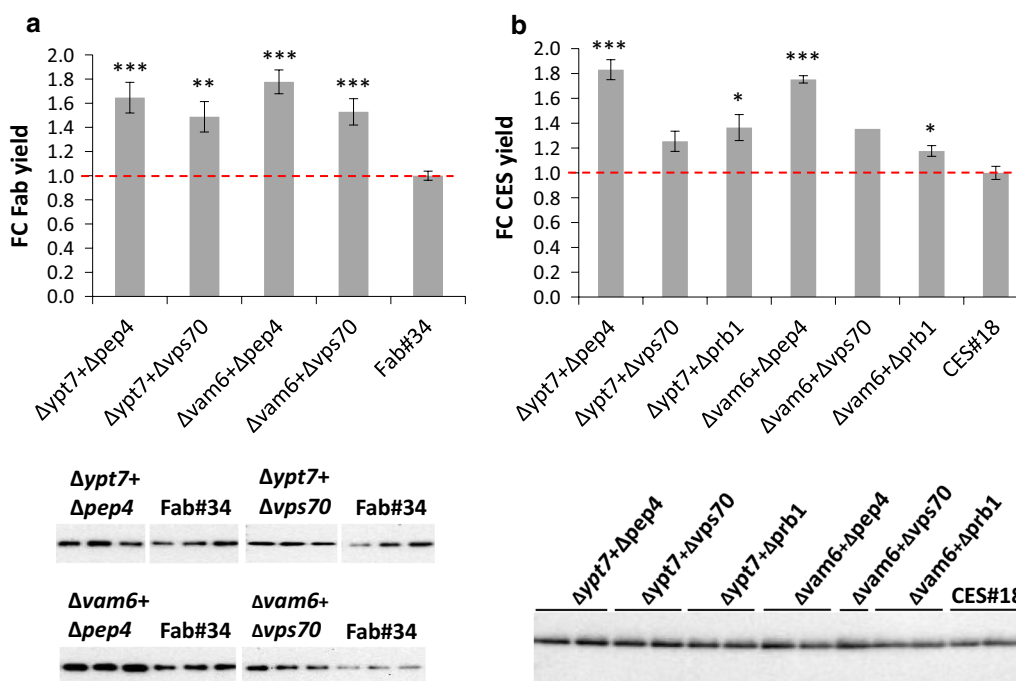 a
FC Fab yield
2.0
1.8
1.6
1.4
1.2
1.0
0.8
0.6
0.4
0.2
0.0
***
**
***
***
Δypt7+Δpep4
Δypt7+Δvps70
Δvam6+Δpep4
Δvam6+Δvps70
Fab#34
Δypt7+
Δpep4
Fab#34
Δypt7+
Δvps70
Fab#34
Δvam6+
Δpep4
Fab#34
Δvam6+
Δvps70
Fab#34
b
FC CES yield
2.0
1.8
1.6
1.4
1.2
1.0
0.8
0.6
0.4
0.2
0.0
***
*
***
*
Δypt7+Δpep4
Δypt7+Δvps70
Δypt7+Δprb1
Δvam6+Δpep4
Δvam6+Δvps70
Δvam6+Δprb1
CES#18
Δypt7+Δpep4
Δypt7+Δvps70
Δypt7+Δprb1
Δvam6+Δpep4
Δvam6+Δvps70
Δvam6+Δprb1
CES#18